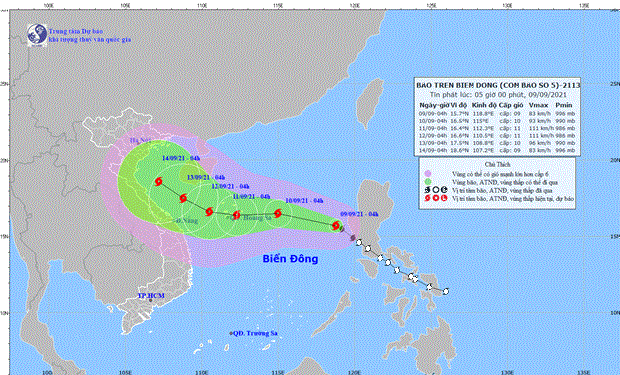 100E 105E 110E 115E 120E 125E 130E 135E
Trung tâm Dự báo
khí tượng thuỷ văn quốc gia
25N
20N
15N
10N
BAO TREN BIEM DONG (COM BAO SO 5)-2113
Tin phát lúc: 05 giờ 00 phút, 09/09/2021
Ngày-giờ Vĩ độ Kinh độ Cấp gió Vmax Pmin
09/09-04h 15.7°N 118.8°E cấp: 09 83 km/h 990 mb
10/09-04h 16.5°N 115°E cấp: 10 93 km/h 996 mb
11/09-04h 16.4°N 112.3°E cấp: 11 111 km/h 986 mb
12/09-04h 16.6°N 110.5°E cấp: 11 111 km/h 986 mb
13/09-04h 17.5°N 108.8°E cấp: 10 96 km/h 990 mb
14/09-04h 18.6°N 107.2°E cấp: 09 83 km/h 996 mb
Chú Thích
Vùng có thể có gió mạnh lớn hơn cấp 6
Vùng bão, ATNĐ, vùng thấp có thể đi qua
Vị trí tâm bão, ATNĐ, vùng thấp đã qua
Vị trí tâm bão, ATNĐ, vùng thấp hiện tại, dự báo
Hà Nội
14/09/21 - 04h
13/09/21 - 04h
12/09/21 - 04h
11/09/21 - 04h
10/09/21 - 04h
09/09/21 - 04h
Hoàng Sa
Biển Đông
TP.HCM
QĐ. Trường Sa
100E 105E 110E 115E 120E 125E